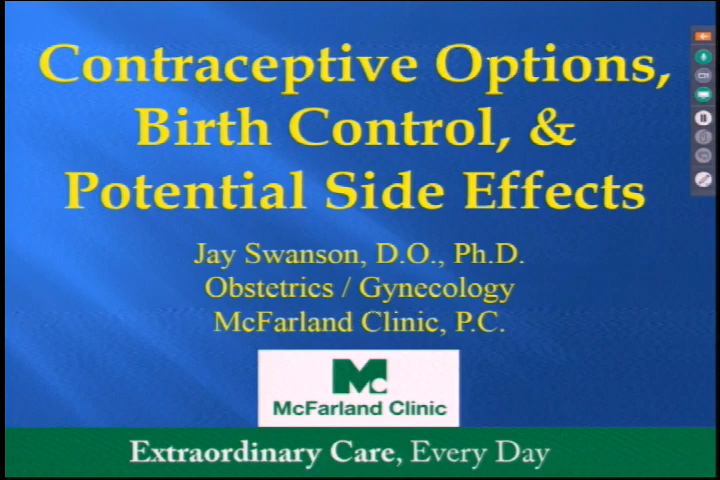 Contraceptive Options,
Birth Control, &
Potential Side Effects
Jay Swanson, D.O., Ph.D.
Obstetrics / Gynecology
McFarland Clinic, P.C.
Mc
McFarland Clinic
Extraordinary Care, Every Day